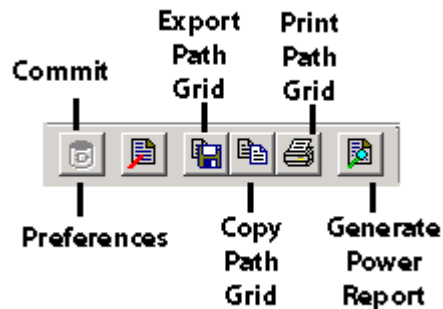 Export
Path
Grid
Print
Path
Grid
Commit
Preferences
Copy
Path
Grid
Generate
Power
Report